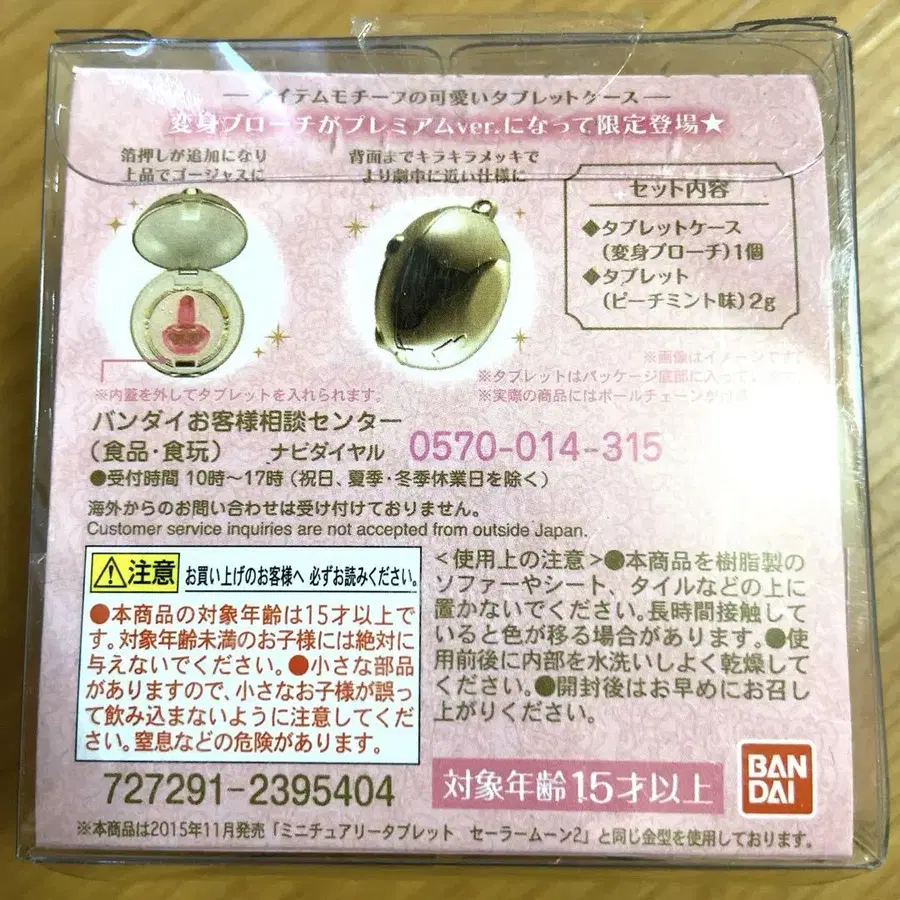 ―アイテムモチーフの可愛いタブレットケース―
変身ブローチがプレミアムver.になって限定登場★
箔押しが追加になり
上品でゴージャスに
背面までキラキラメッキで
より劇中に近い仕様に
セット内容
◆タブレットケース
(変身ブローチ)1個
◆タブレット
(ピーチミント味)2g
※画像はイメージです。
※内蓋を外してタブレットを入れられます。
※タブレットはパッケージ底部に入って
※実際の商品にはボールチェーンが
バンダイお客様相談センター
(食品・食玩) ナビダイヤル 0570-014-315
●受付時間 10時～17時 (祝日、夏季・冬季休業日を除く)
海外からのお問い合わせは受け付けておりません。
Customer service inquiries are not accepted from outside Japan.
注意 お買い上げのお客様へ 必ずお読みください。
●本商品の対象年齢は15才以上で
す。対象年齢未満のお子様には絶対に
与えないでください。●小さな部品
がありますので、小さなお子様が誤っ
て飲み込まないように注意してくだ
さい。窒息などの危険があります。
<使用上の注意>●本商品を樹脂製の
ソファーやシート、タイルなどの上に
置かないでください。長時間接触して
いると色が移る場合があります。●使
用前後に内部を水洗いしよく乾燥して
ください。●開封後はお早めにお召し
上がりください。
727291-2395404
対象年齢 15才以上
BAN
DAI
※本商品は2015年11月発売「ミニチュアリータブレット セーラームーン2」と同じ金型を使用しております。